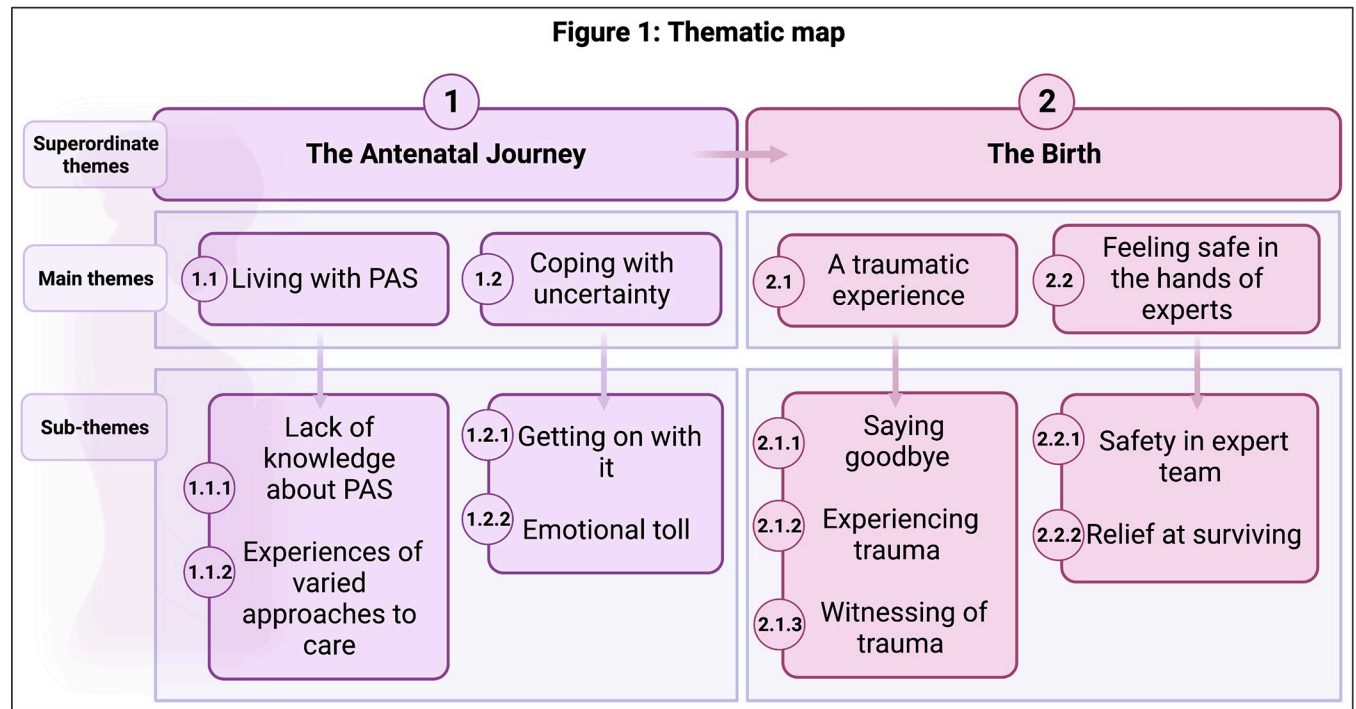 Figure 1: Thematic map
1
2
Superordinate
themes
The Antenatal Journey
The Birth
Main themes
1.1
Living with PAS
1.2
Coping with
uncertainty
2.1
A traumatic
experience
2.2
Feeling safe in
the hands of
experts
Sub-themes
1.1.1
Lack of
knowledge
about PAS
1.1.2
Experiences of
varied
approaches to
care
1.2.1
Getting on with
it
1.2.2
Emotional toll
2.1.1
Saying
goodbye
2.1.2
Experiencing
trauma
2.1.3
Witnessing of
trauma
2.2.1
Safety in expert
team
2.2.2
Relief at surviving